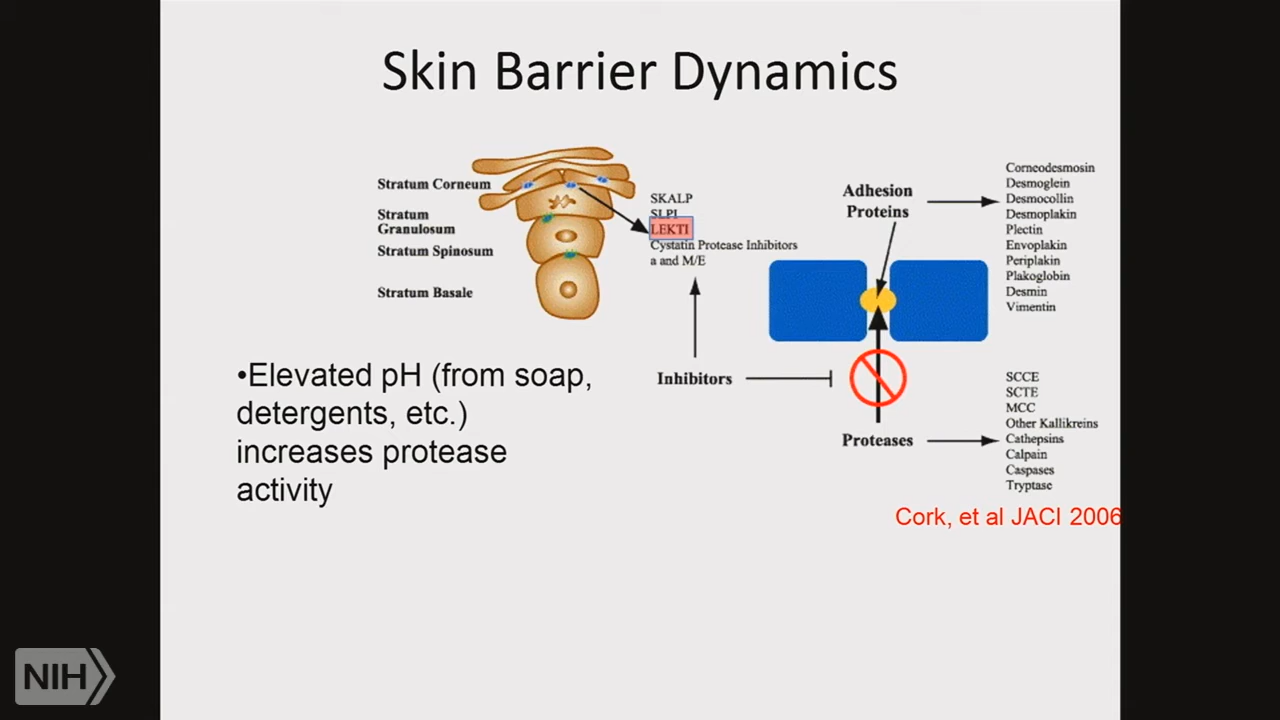 Skin Barrier Dynamics
Stratum Corneum
Stratum
Granulosum
Stratum Spinosum
Stratum Basale
SKALP
SLPI
LEKTI
Cystatin Protease Inhibitors
a and M/E
Inhibitors
Adhesion
Proteins
Corneodesmosin
Desmoglein
Desmocollin
Desmoplakin
Plectin
Envoplakin
Periplakin
Plakoglobin
Desmin
Vimentin
Proteases
SCCE
SCTE
MCC
Other Kallikreins
Cathepsins
Calpain
Caspases
Tryptase
•Elevated pH (from soap,
detergents, etc.)
increases protease
activity
Cork, et al JACI 2006
NIH